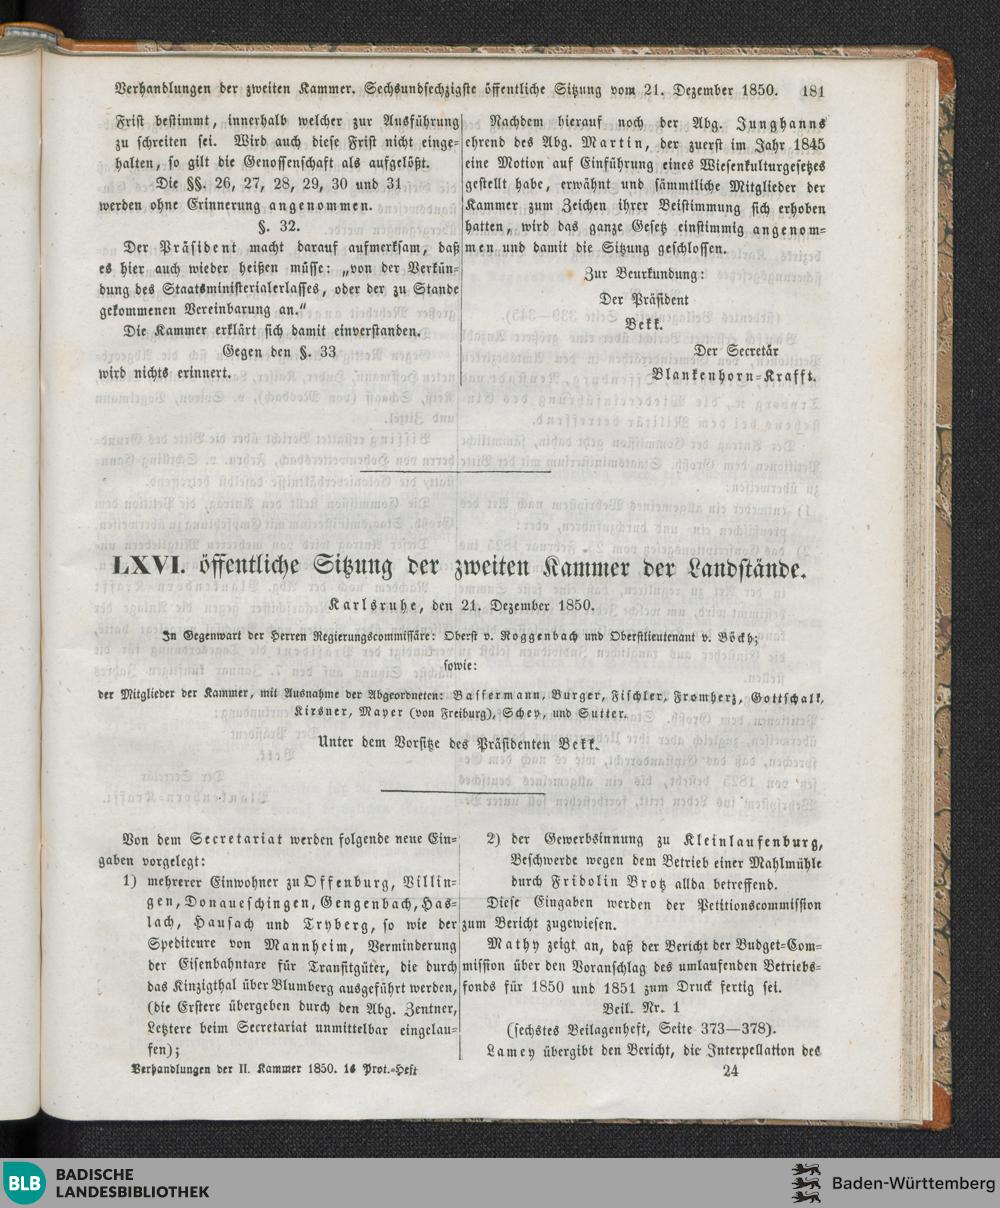 Verhandlungen der zweiten Kammer. Sechsundsechzigste öffentliche Sitzung vom 21. Dezember 1850. 181
Frist bestimmt, innerhalb welcher zur Ausführung
zu schreiten sei. Wird auch diese Frist nicht einge-
halten, so gilt die Genossenschaft als aufgelößt.
Die §§. 26, 27, 28, 29, 30 und 31
werden ohne Erinnerung angenommen.
§. 32.
Der Präsident macht darauf aufmerksam, daß
es hier auch wieder heißen müsse: „von der Verkün-
dung des Staatsministerialerlasses, oder der zu Stande
gekommenen Vereinbarung an."
Die Kammer erklärt sich damit einverstanden.
Gegen den §. 33
wird nichts erinnert.
Nachdem hierauf noch der Abg. Junghanns
ehrend des Abg. Martin, der zuerst im Jahr 1845
eine Motion auf Einführung eines Wiesenkulturgesetzes
gestellt habe, erwähnt und sämmtliche Mitglieder der
Kammer zum Zeichen ihrer Beistimmung sich erhoben
hatten, wird das ganze Gesetz einstimmig angenom-
men und damit die Sitzung geschlossen.
Zur Beurkundung:
Der Präsident
Bekk.
Der Secretär
Blankenhorn-Krafft.
LXVI. öffentliche Sitzung der zweiten Kammer der Landstände.
Karlsruhe, den 21. Dezember 1850.
In Gegenwart der Herren Regierungscommissäre: Oberst v. Roggenbach und Oberstlieutenant v. Böckh;
sowie:
der Mitglieder der Kammer, mit Ausnahme der Abgeordneten: Bassermann, Burger, Fischler, Fromherz, Gottschalk,
Kirsner, Mayer (von Freiburg), Schey, und Sutter.
Unter dem Vorsitze des Präsidenten Bekk.
Von dem Secretariat werden folgende neue Ein-
gaben vorgelegt:
1) mehrerer Einwohner zu Offenburg, Villin-
gen, Donaueschingen, Gengenbach, Has-
lach, Hausach und Tryberg, so wie der
Spediteure von Mannheim, Verminderung
der Eisenbahntaxe für Transitgüter, die durch
das Kinzigthal über Blumberg ausgeführt werden,
(die Erstere übergeben durch den Abg. Zentner,
Letztere beim Secretariat unmittelbar eingelau-
fen);
2) der Gewerbsinnung zu Kleinlaufenburg,
Beschwerde wegen dem Betrieb einer Mahlmühle
durch Fridolin Brotz allda betreffend.
Diese Eingaben werden der Petitionscommission
zum Bericht zugewiesen.
Mathy zeigt an, daß der Bericht der Budget-Com-
mission über den Voranschlag des umlaufenden Betriebs-
fonds für 1850 und 1851 zum Druck fertig sei.
Beil. Nr. 1
(sechstes Beilagenheft, Seite 373—378).
Lamey übergibt den Bericht, die Interpellation des
Verhandlungen der II. Kammer 1850. 16 Prot.-Heft
24
BLB BADISCHE
LANDESBIBLIOTHEK
Baden-Württemberg